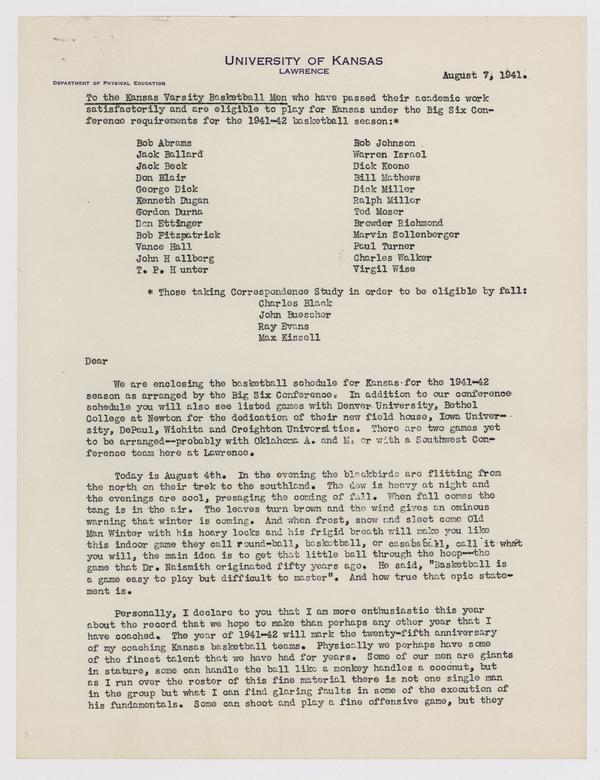 UNIVERSITY OF KANSAS
LAWRENCE
August 7, 1941.
DEPARTMENT OF PHYSICAL EDUCATION
To the Kansas Varsity Basketball Men who have passed their academic work
satisfactorily and are eligible to play for Kansas under the Big Six Con-
ference requirements for the 1941-42 basketball season:*
Bob Abrams
Jack Ballard
Jack Beck
Don Blair
George Dick
Kenneth Dugan
Gordon Durna
Don Ettinger
Bob Fitzpatrick
Vance Hall
John H allberg
T. P. H unter
Bob Johnson
Warren Israel
Dick Keene
Bill Mathews
Dick Miller
Ralph Miller
Ted Moser
Browder Richmond
Marvin Sollenberger
Paul Turner
Charles Walker
Virgil Wise
* Those taking Correspondence Study in order to be eligible by fall:
Charles Black
John Buescher
Ray Evans
Max Kissell
Dear
We are enclosing the basketball schedule for Kansas for the 1941-42
season as arranged by the Big Six Conference. In addition to our conference
schedule you will also see listed games with Denver University, Bethel
College at Newton for the dedication of their new field house, Iowa Univer-
sity, DePaul, Wichita and Creighton Universities. There are two games yet
to be arranged--probably with Oklahoma A. and M. or with a Southwest Con-
ference team here at Lawrence.
Today is August 4th. In the evening the blackbirds are flitting from
the north on their trek to the southland. The dew is heavy at night and
the evenings are cool, presaging the coming of fall. When fall comes the
tang is in the air. The leaves turn brown and the wind gives an ominous
warning that winter is coming. And when frost, snow and sleet come Old
Man Winter with his hoary locks and his frigid breath will make you like
this indoor game they call round-ball, basketball, or casababall, call it what
you will, the main idea is to get that little ball through the hoop--the
game that Dr. Naismith originated fifty years ago. He said, "Basketball is
a game easy to play but difficult to master". And how true that epic state-
ment is.
Personally, I declare to you that I am more enthusiastic this year
about the record that we hope to make than perhaps any other year that I
have coached. The year of 1941-42 will mark the twenty-fifth anniversary
of my coaching Kansas basketball teams. Physically we perhaps have some
of the finest talent that we have had for years. Some of our men are giants
in stature, some can handle the ball like a monkey handles a coconut, but
as I run over the roster of this fine material there is not one single man
in the group but what I can find glaring faults in some of the execution of
his fundamentals. Some can shoot and play a fine offensive game, but they